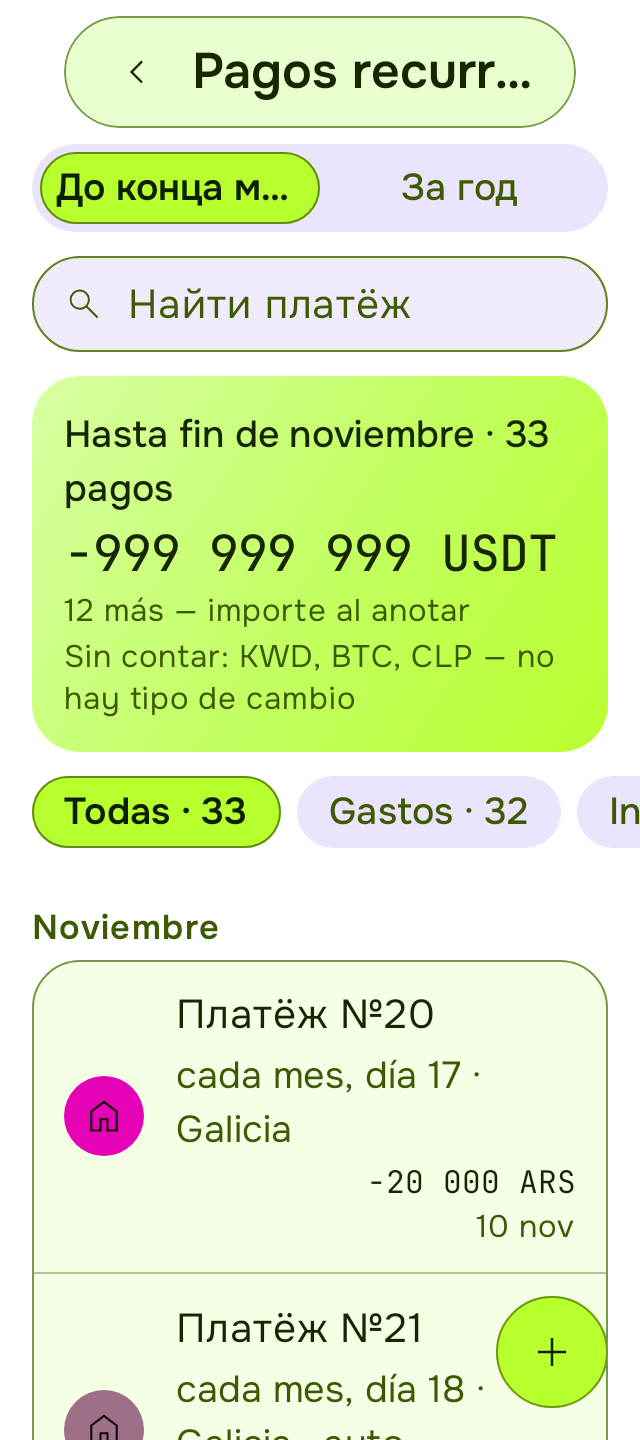 Pagos recurr...
До конца м...
За год
Найти платёж
Hasta fin de noviembre · 33
pagos
-999 999 999 USDT
12 más — importe al anotar
Sin contar: KWD, BTC, CLP — no
hay tipo de cambio
Todas · 33
Gastos · 32
In
Noviembre
Платёж №20
cada mes, día 17 ·
Galicia
-20 000 ARS
10 nov
Платёж №21
cada mes, día 18 ·
Galicia · auto